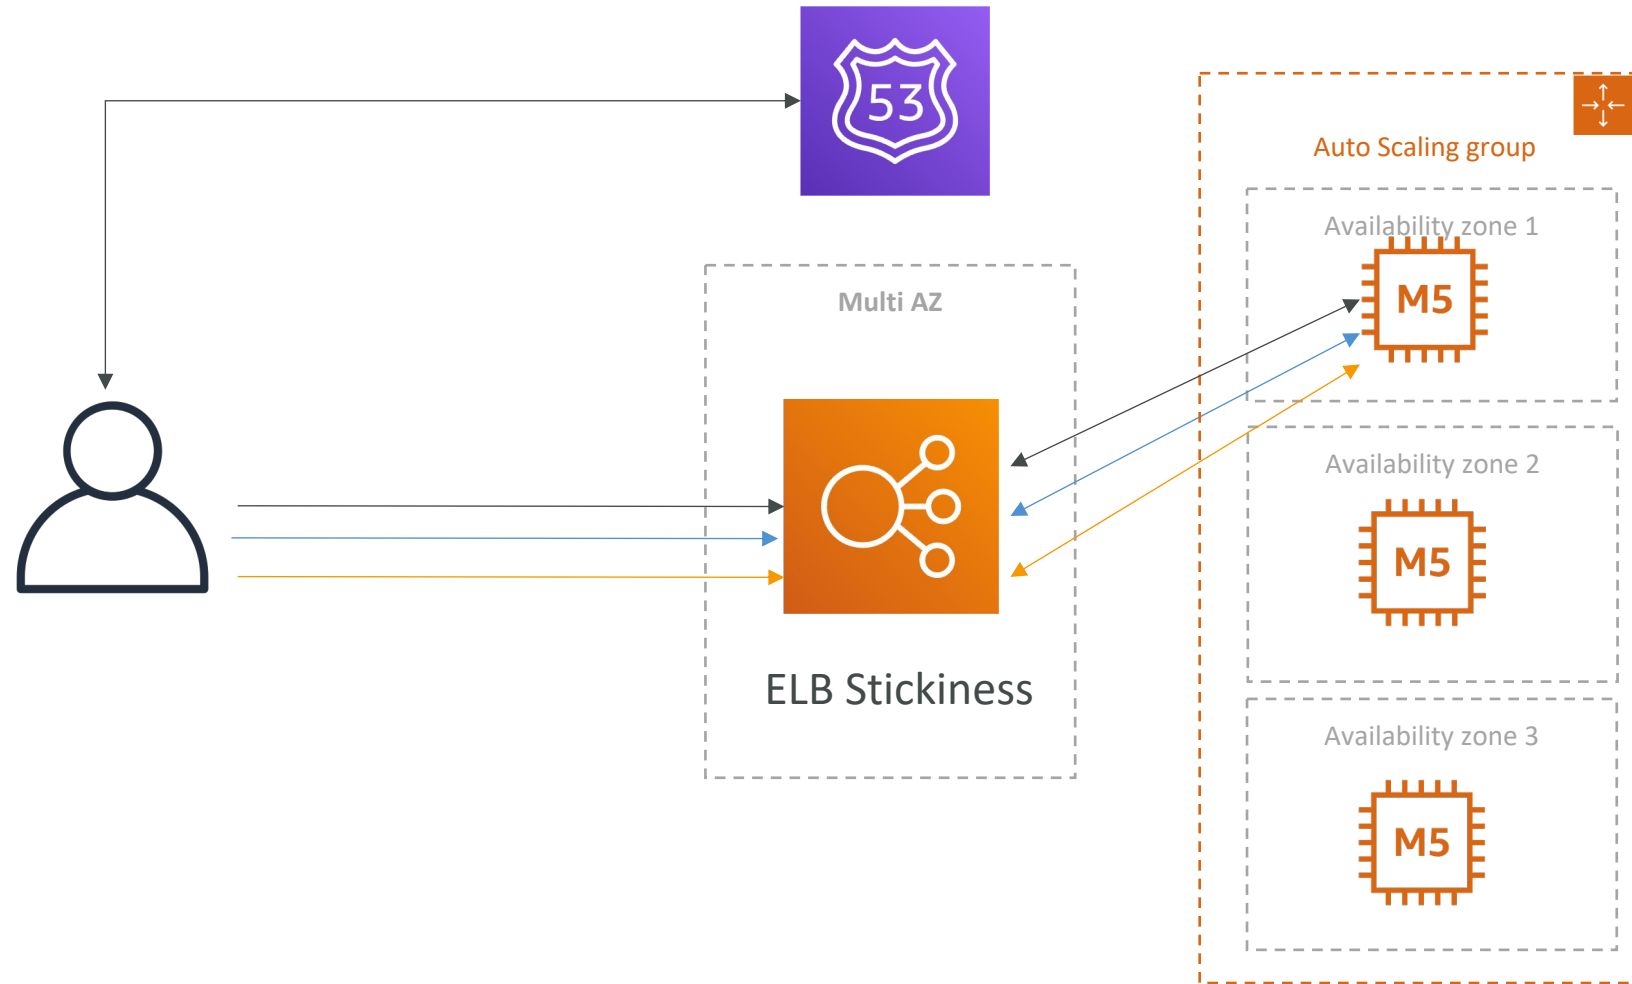 53
Auto Scaling group
Availability zone 1
M5
Multi AZ
Availability zone 2
M5
ELB Stickiness
Availability zone 3
M5